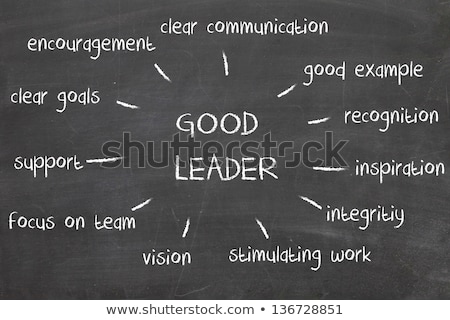 clear communication
encouragement
good example
clear goals
recognition
GOOD
LEADER
support
inspiration
focus on team
integritiy
vision
stimulating work
shutterstock
www.shutterstock.com · 136728851